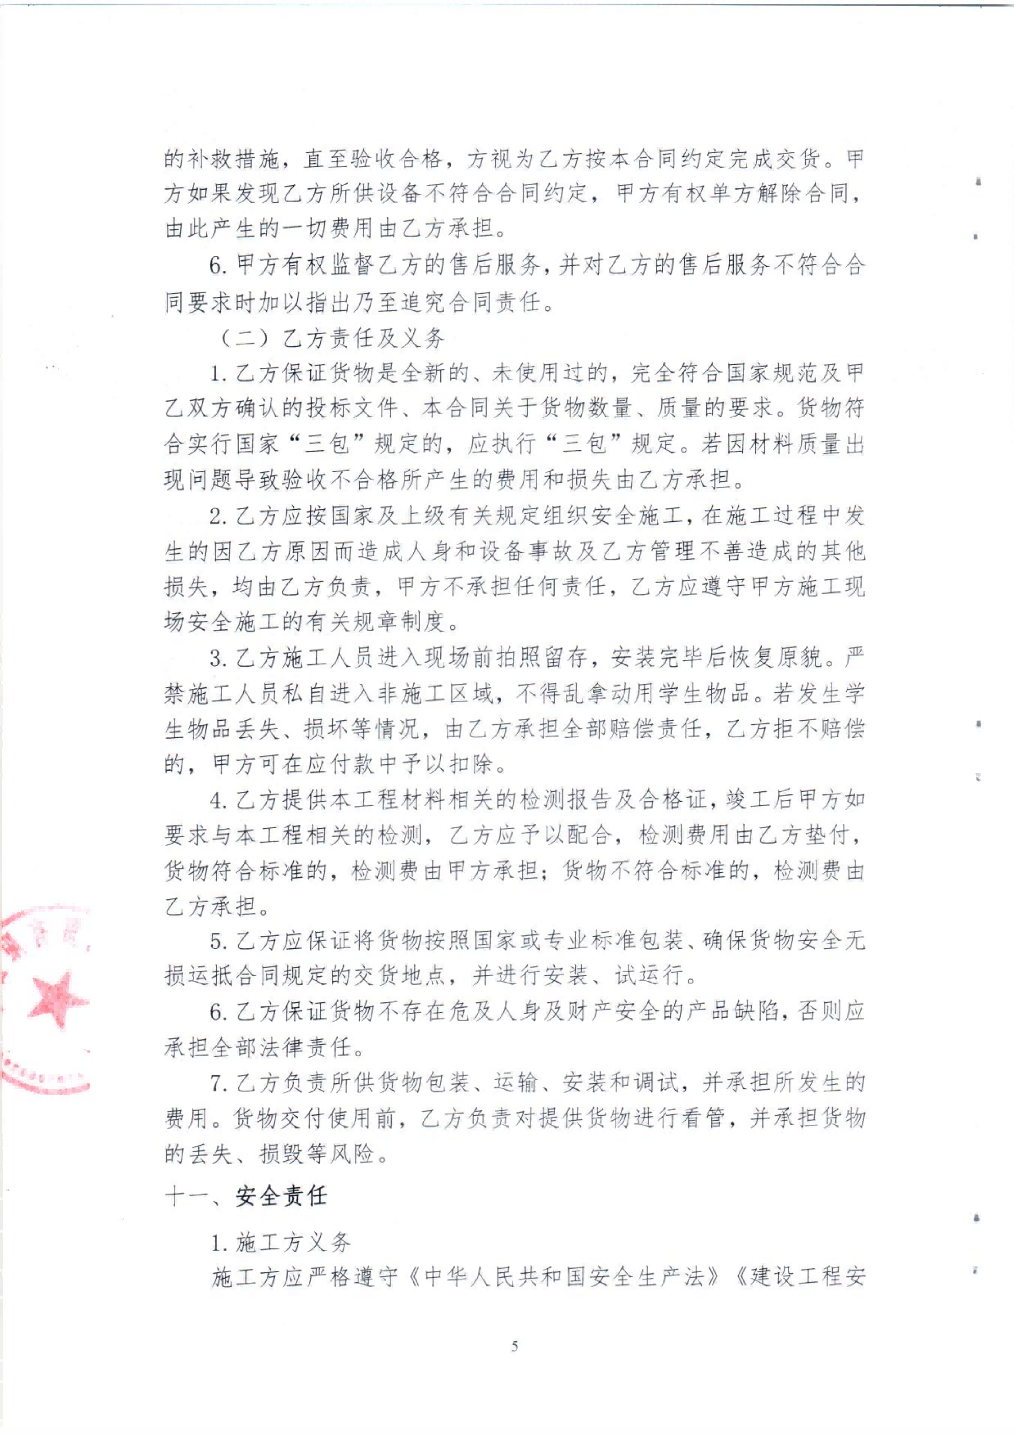 的补救措施，直至验收合格，方视为乙方按本合同约定完成交货。甲
方如果发现乙方所供设备不符合合同约定，甲方有权单方解除合同，
由此产生的一切费用由乙方承担。
6.甲方有权监督乙方的售后服务，并对乙方的售后服务不符合合
同要求时加以指出乃至追究合同责任。
（二）乙方责任及义务
1.乙方保证货物是全新的、未使用过的，完全符合国家规范及甲
乙双方确认的投标文件、本合同关于货物数量、质量的要求。货物符
合实行国家“三包”规定的，应执行“三包”规定。若因材料质量出
现问题导致验收不合格所产生的费用和损失由乙方承担。
2.乙方应按国家及上级有关规定组织安全施工，在施工过程中发
生的因乙方原因而造成人身和设备事故及乙方管理不善造成的其他
损失，均由乙方负责，甲方不承担任何责任，乙方应遵守甲方施工现
场安全施工的有关规章制度。
3.乙方施工人员进入现场前拍照留存，安装完毕后恢复原貌。严
禁施工人员私自进入非施工区域，不得乱拿动用学生物品。若发生学
生物品丢失、损坏等情况，由乙方承担全部赔偿责任，乙方拒不赔偿
的，甲方可在应付款中予以扣除。
4.乙方提供本工程材料相关的检测报告及合格证，竣工后甲方如
要求与本工程相关的检测，乙方应予以配合，检测费用由乙方垫付，
货物符合标准的，检测费由甲方承担；货物不符合标准的，检测费由
乙方承担。
5.乙方应保证将货物按照国家或专业标准包装、确保货物安全无
损运抵合同规定的交货地点，并进行安装、试运行。
6.乙方保证货物不存在危及人身及财产安全的产品缺陷，否则应
承担全部法律责任。
7.乙方负责所供货物包装、运输、安装和调试，并承担所发生的
费用。货物交付使用前，乙方负责对提供货物进行看管，并承担货物
的丢失、损毁等风险。
十一、安全责任
1.施工方义务
施工方应严格遵守《中华人民共和国安全生产法》《建设工程安
5